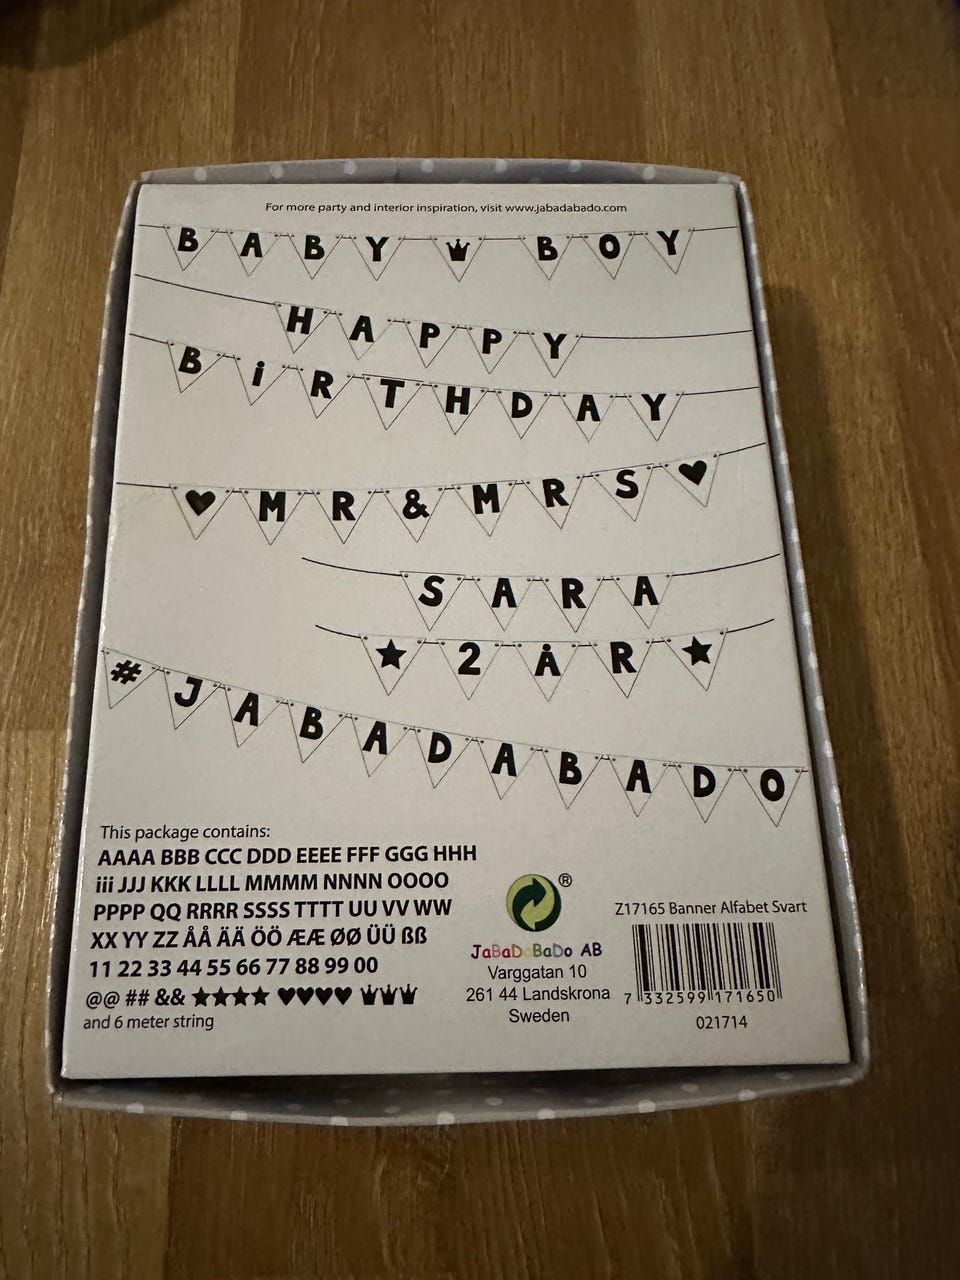 For more party and interior inspiration, visit www.jabadabado.com
BABY BOY
HAPPY
BiRTHDAY
♥ MR & MRS ♥
SARA
★ 2 ÅR ★
#JABADABADO
This package contains:
AAAA BBB CCC DDD EEEE FFF GGG HHH
iii JJJ KKK LLLL MMMM NNNN OOOO
PPPP QQ RRRR SSSS TTTT UU VV WW
XX YY ZZ ÅÅ ÄÄ ÖÖ ÆÆ ØØ ÜÜ ßß
11 22 33 44 55 66 77 88 99 00
@@ ## && ★★★★ ♥♥♥♥
and 6 meter string
®
JaBaDaBaDo AB
Varggatan 10
261 44 Landskrona
Sweden
Z17165 Banner Alfabet Svart
7 332599 171650
021714